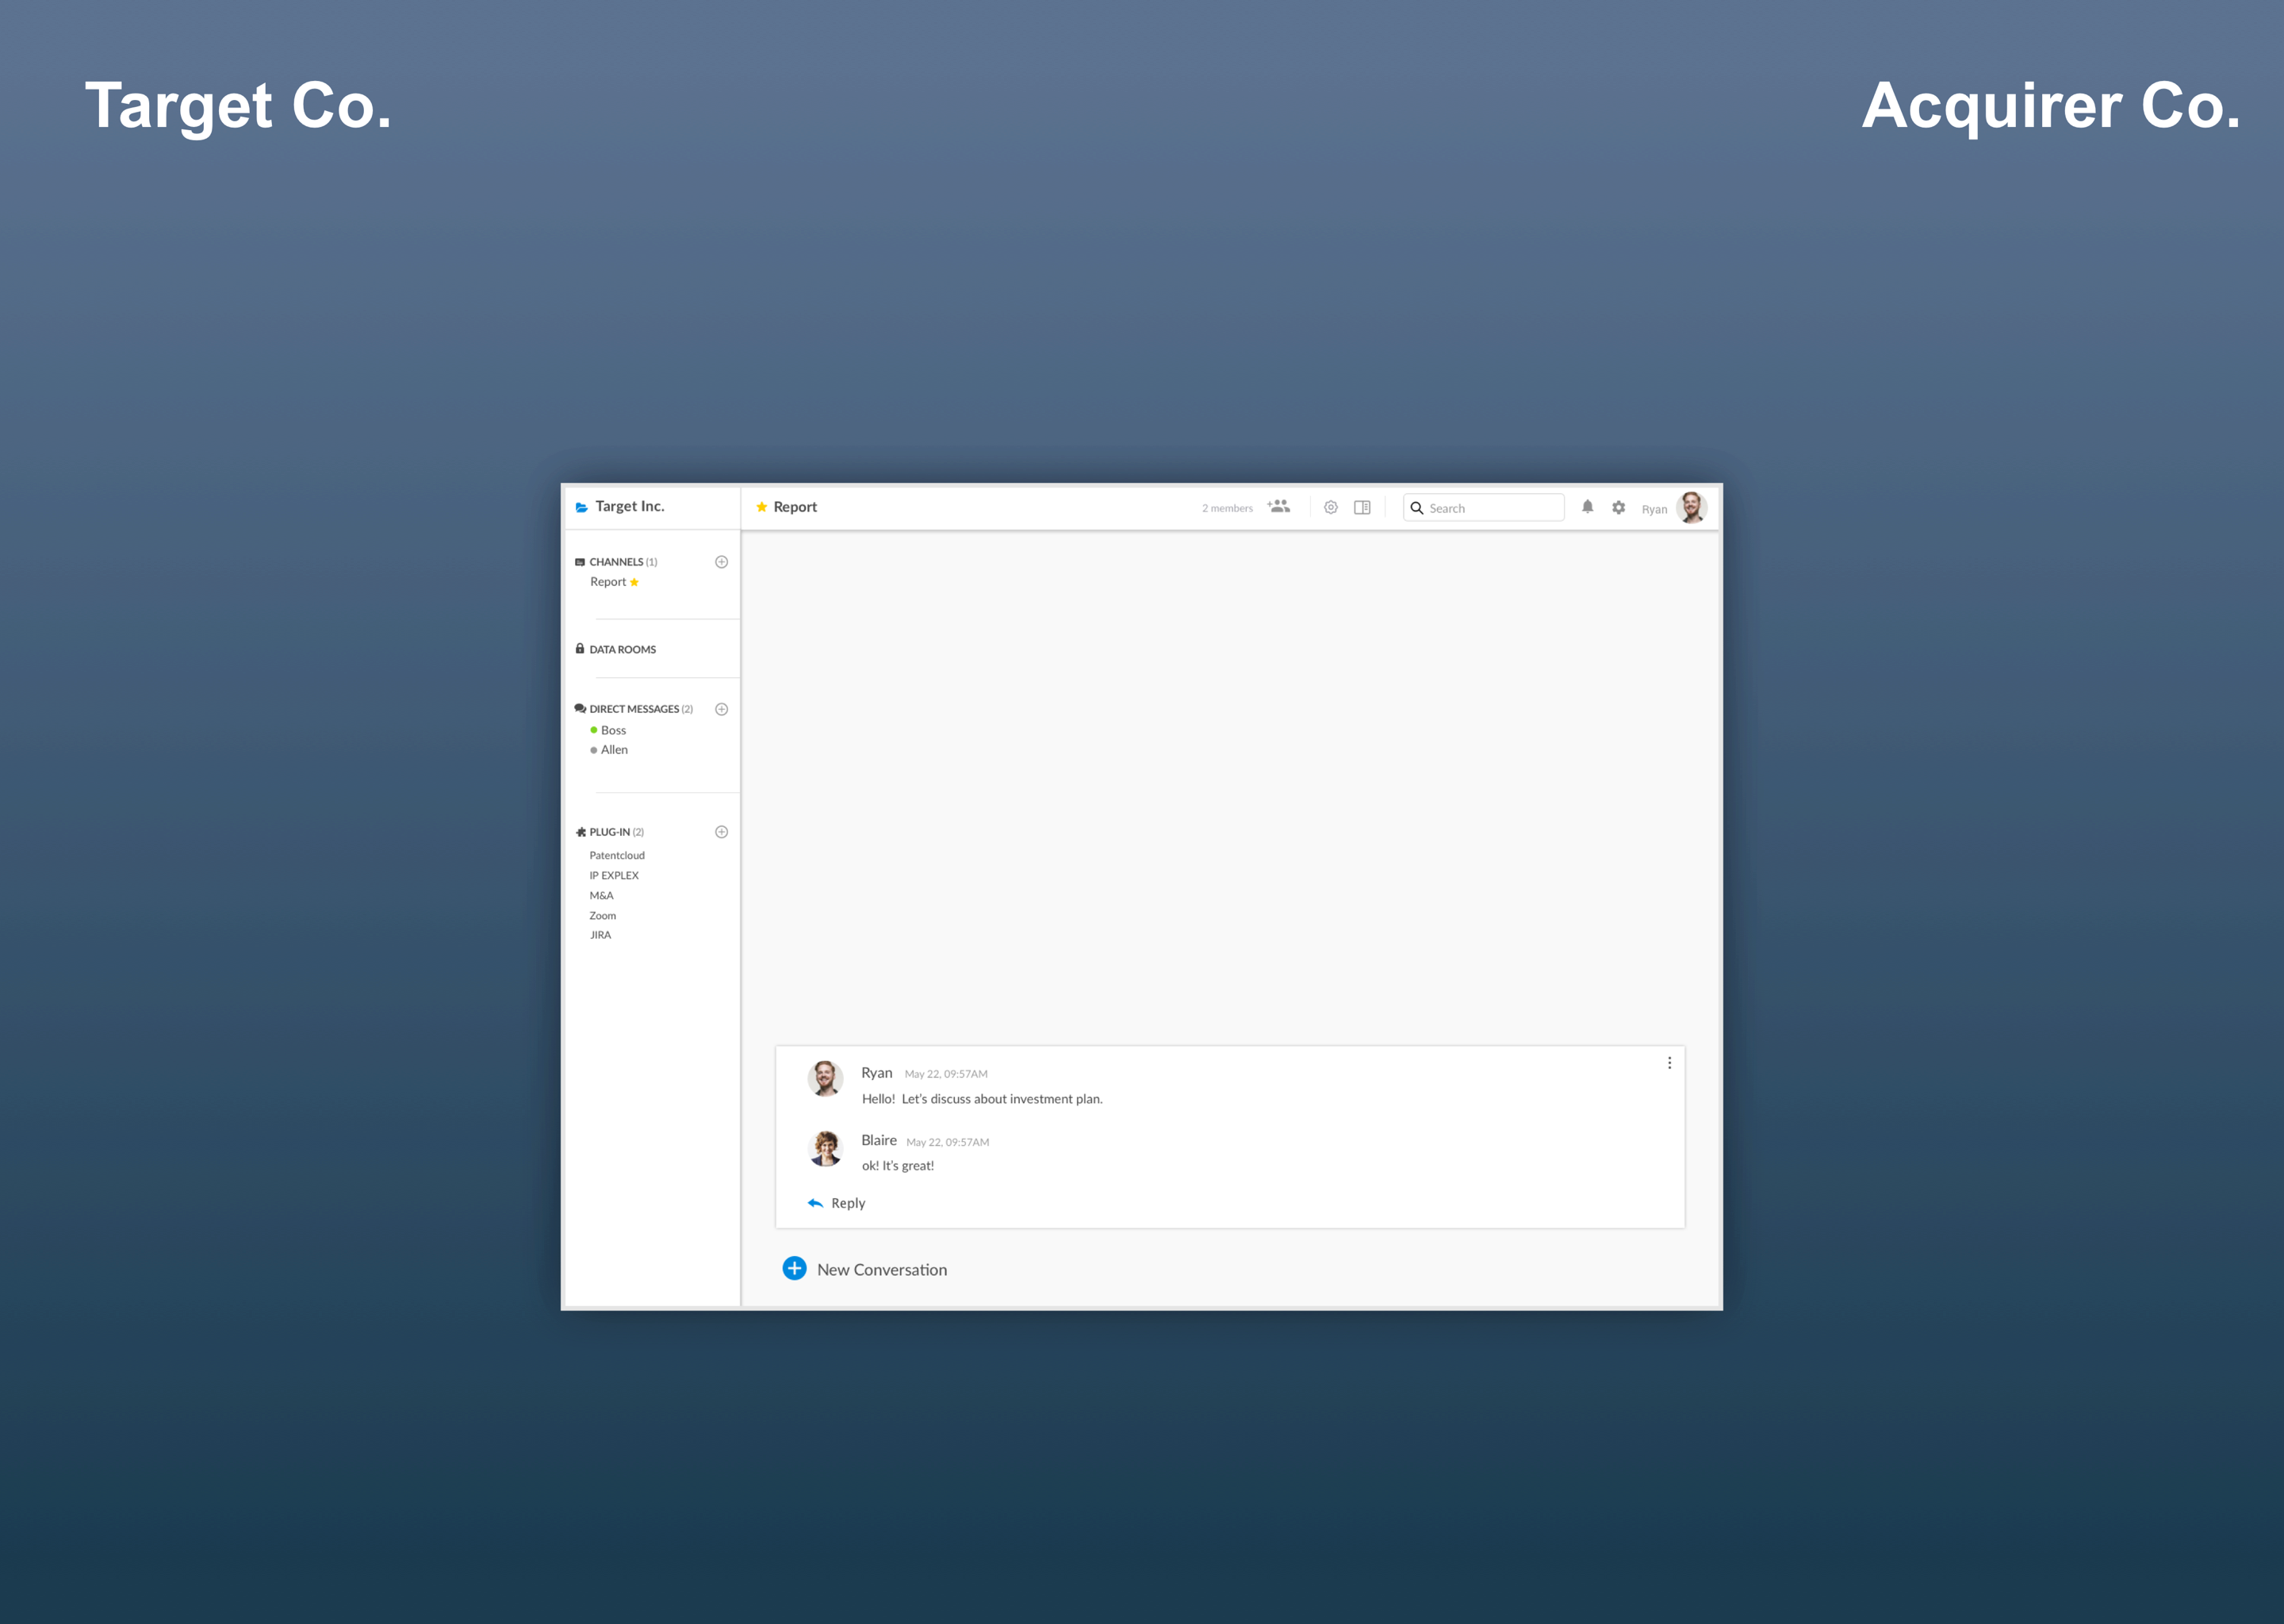 Target Co.
Acquirer Co.
Target Inc.
Report
2 members
Search
Ryan
CHANNELS (1)
Report
DATA ROOMS
DIRECT MESSAGES (2)
Boss
Allen
PLUG-IN (2)
Patentcloud
IP EXPLEX
M&A
Zoom
JIRA
Ryan May 22, 09:57AM
Hello! Let's discuss about investment plan.
Blaire May 22, 09:57AM
ok! It's great!
Reply
New Conversation